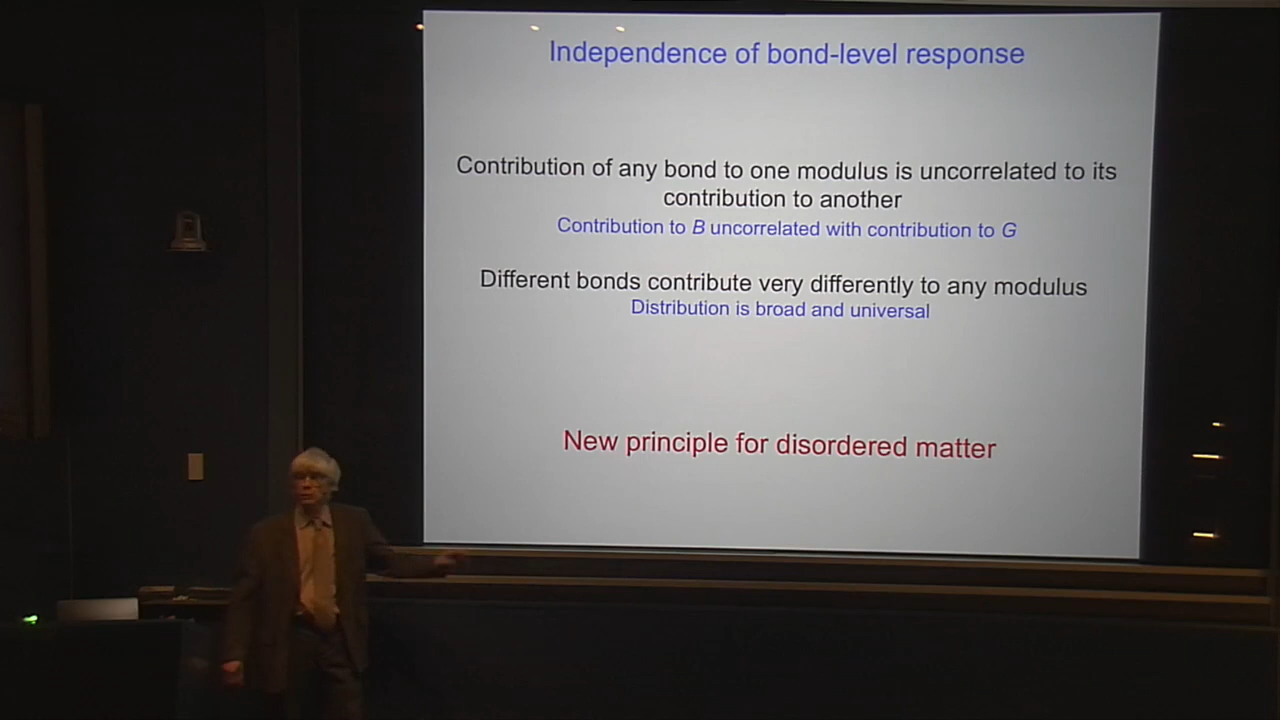 Independence of bond-level response
Contribution of any bond to one modulus is uncorrelated to its
contribution to another
Contribution to B uncorrelated with contribution to G
Different bonds contribute very differently to any modulus
Distribution is broad and universal
New principle for disordered matter